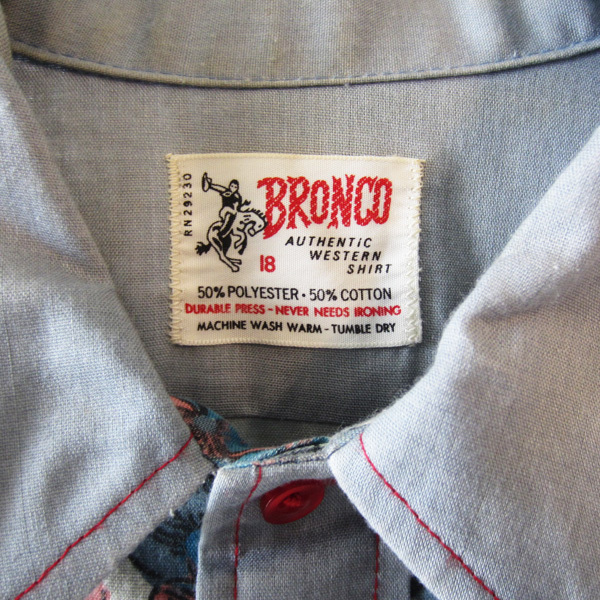 RN29230
BRONCO
AUTHENTiC
WESTERN
SHIRT
18
50% POLYESTER • 50% COTTON
DURABLE PRESS - NEVER NEEDS IRONING
MACHINE WASH WARM - TUMBLE DRY